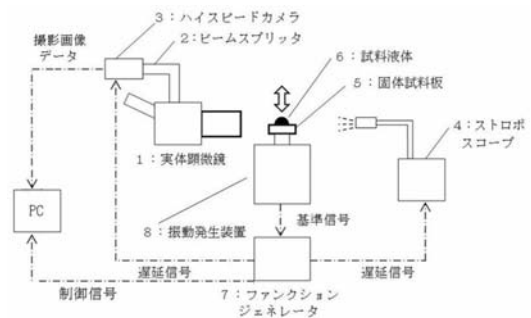 3：ハイスピードカメラ
撮影画像
データ
2：ビームスプリッタ
6：試料液体
5：固体試料板
4：ストロボ
スコープ
1：実体顕微鏡
PC
基準信号
8：振動発生装置
遅延信号
遅延信号
制御信号
7：ファンクション
ジェネレータ